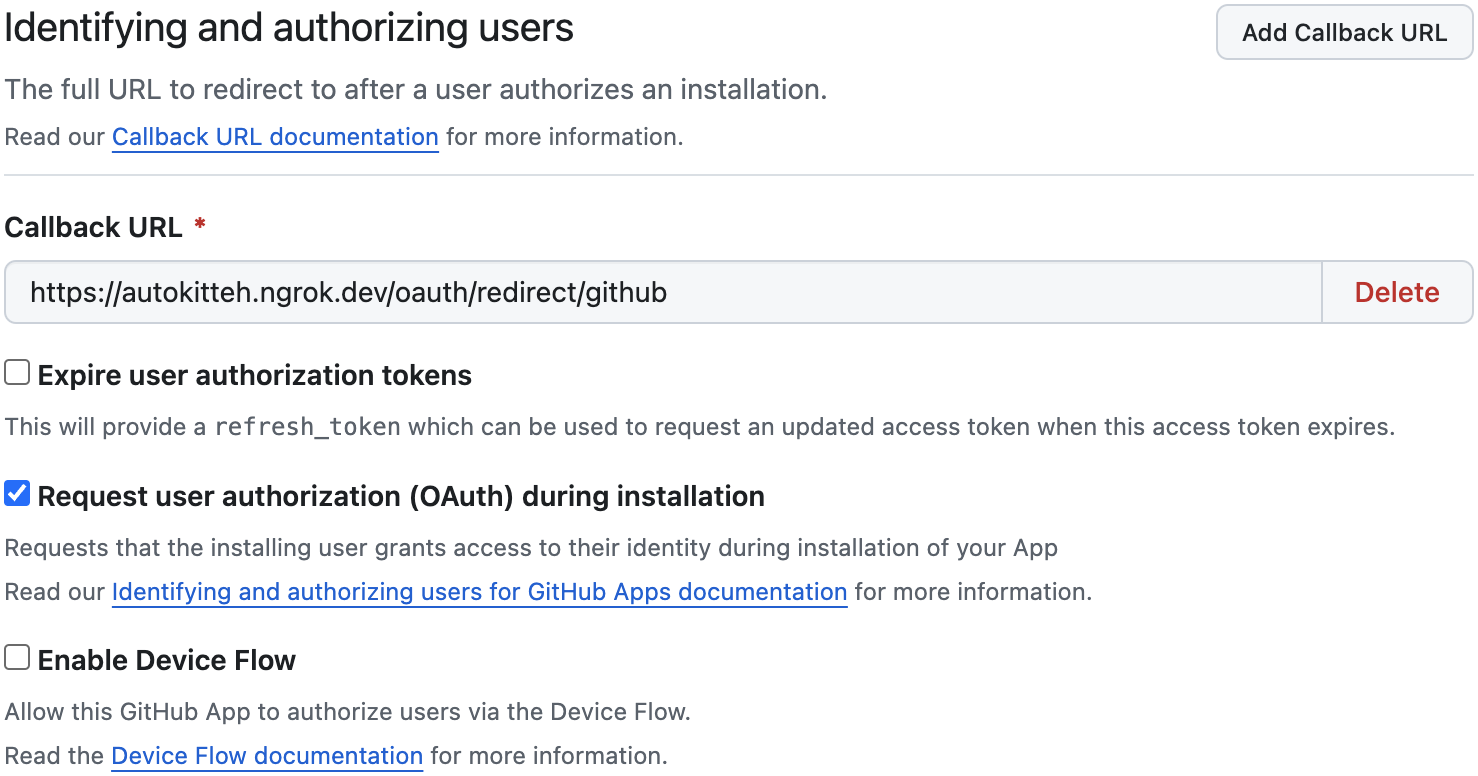 Identifying and authorizing users
Add Callback URL
The full URL to redirect to after a user authorizes an installation.
Read our Callback URL documentation for more information.
Callback URL *
https://autokitteh.ngrok.dev/oauth/redirect/github
Delete
Expire user authorization tokens
This will provide a refresh_token which can be used to request an updated access token when this access token expires.
Request user authorization (OAuth) during installation
Requests that the installing user grants access to their identity during installation of your App
Read our Identifying and authorizing users for GitHub Apps documentation for more information.
Enable Device Flow
Allow this GitHub App to authorize users via the Device Flow.
Read the Device Flow documentation for more information.